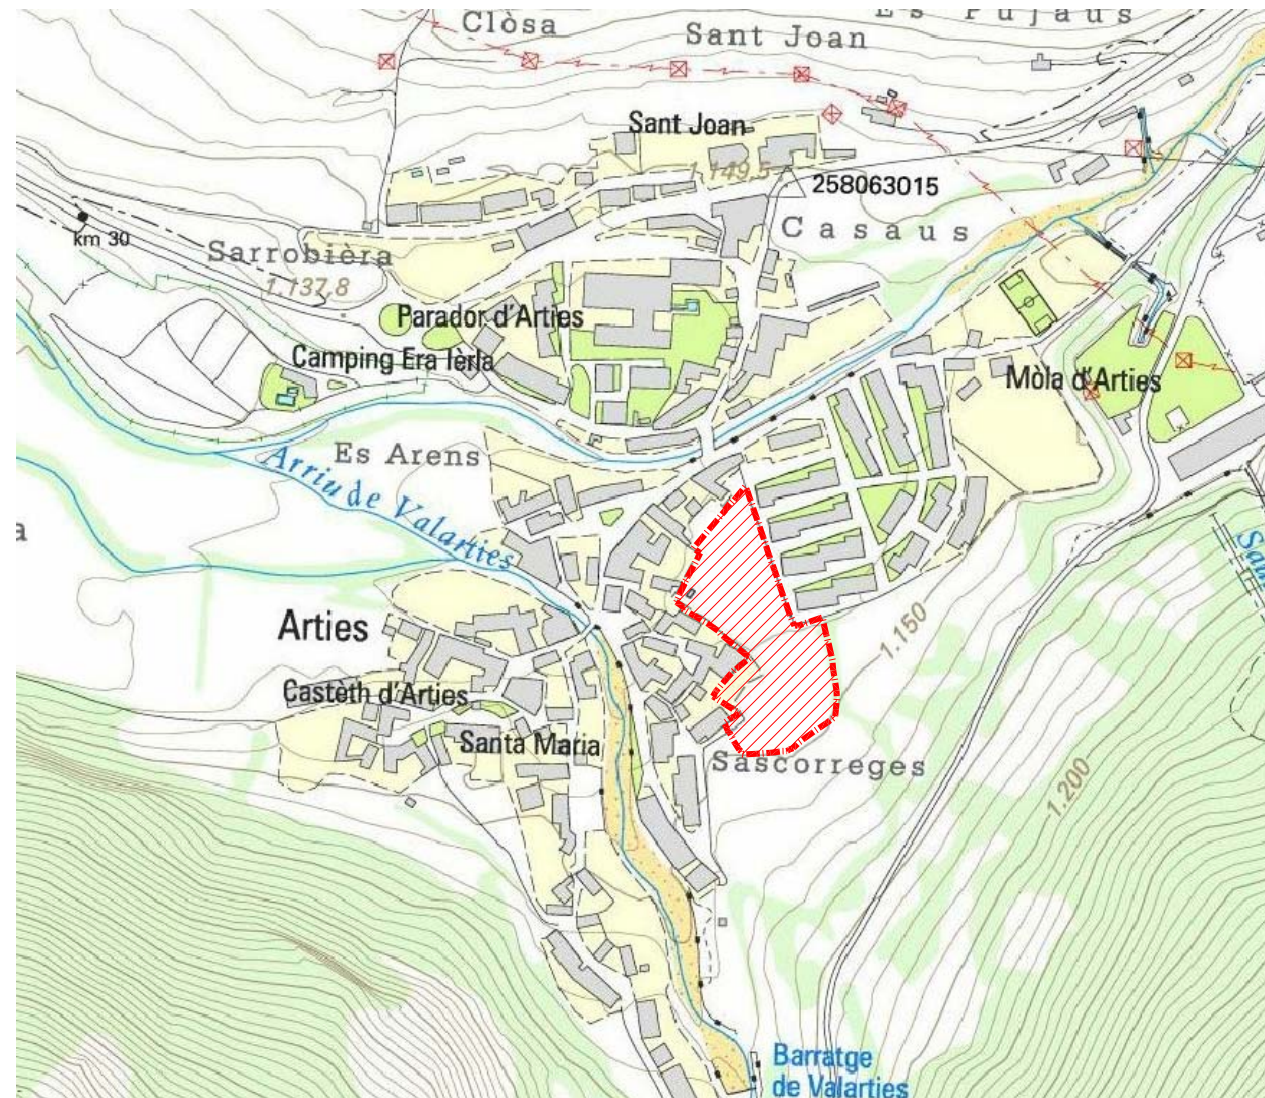 Clòsa
Es Pujaus
Sant Joan
Sant Joan
1.149,5
258063015
Casaus
km 30
Sarrobièra
1.137,8
Parador d'Arties
Camping Era Ièrla
Mòla d'Arties
Es Arens
Arriu de Valarties
a
Arties
1.150
Castèth d'Arties
Santa Maria
Sascorreges
1.200
Barratge
de Valarties